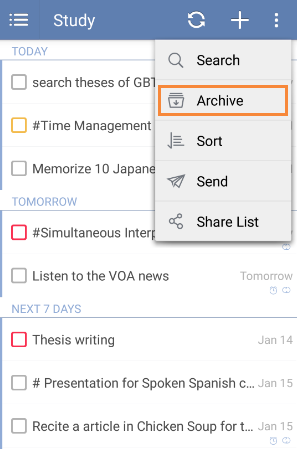 Study
TODAY
search theses of GBT
#Time Management
Memorize 10 Japane
Search
Archive
Sort
Send
Share List
TOMORROW
#Simultaneous Interp
Listen to the VOA news Tomorrow
NEXT 7 DAYS
Thesis writing Jan 14
# Presentation for Spoken Spanish c... Jan 15
Recite a article in Chicken Soup for t... Jan 15